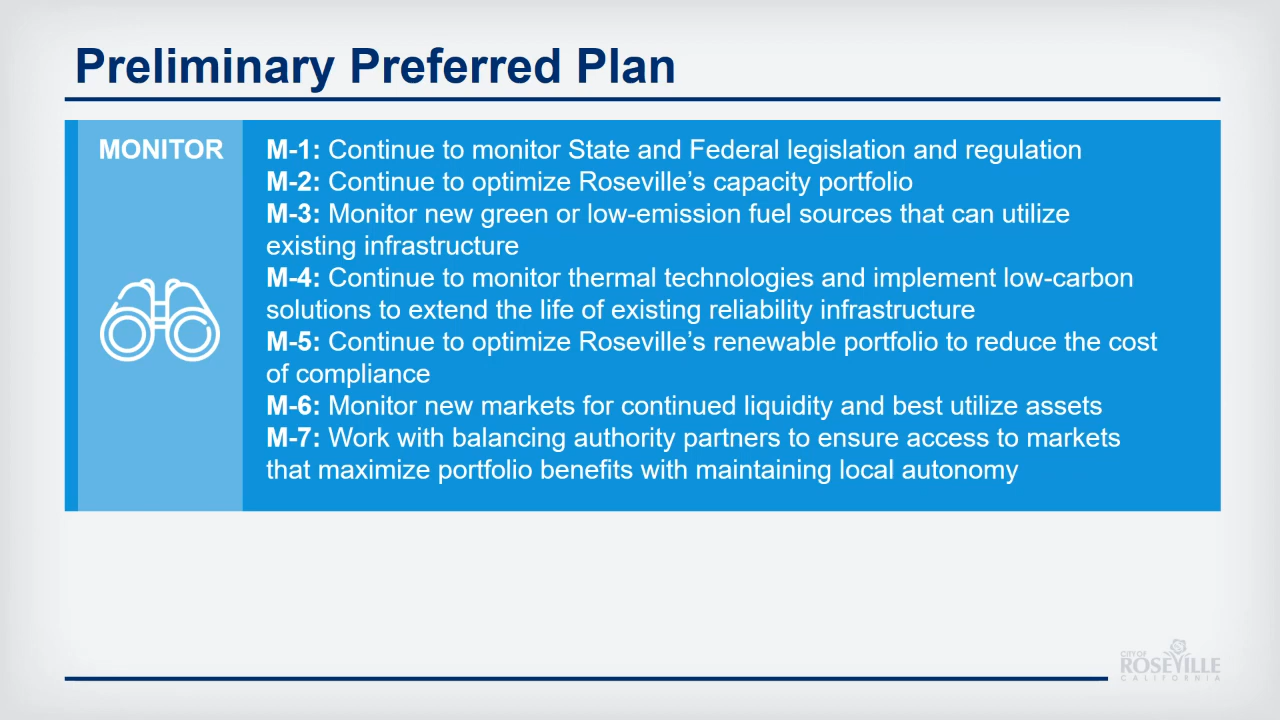 Preliminary Preferred Plan
MONITOR
M-1: Continue to monitor State and Federal legislation and regulation
M-2: Continue to optimize Roseville’s capacity portfolio
M-3: Monitor new green or low-emission fuel sources that can utilize
existing infrastructure
M-4: Continue to monitor thermal technologies and implement low-carbon
solutions to extend the life of existing reliability infrastructure
M-5: Continue to optimize Roseville’s renewable portfolio to reduce the cost
of compliance
M-6: Monitor new markets for continued liquidity and best utilize assets
M-7: Work with balancing authority partners to ensure access to markets
that maximize portfolio benefits with maintaining local autonomy
CITY OF
ROSEVILLE
CALIFORNIA